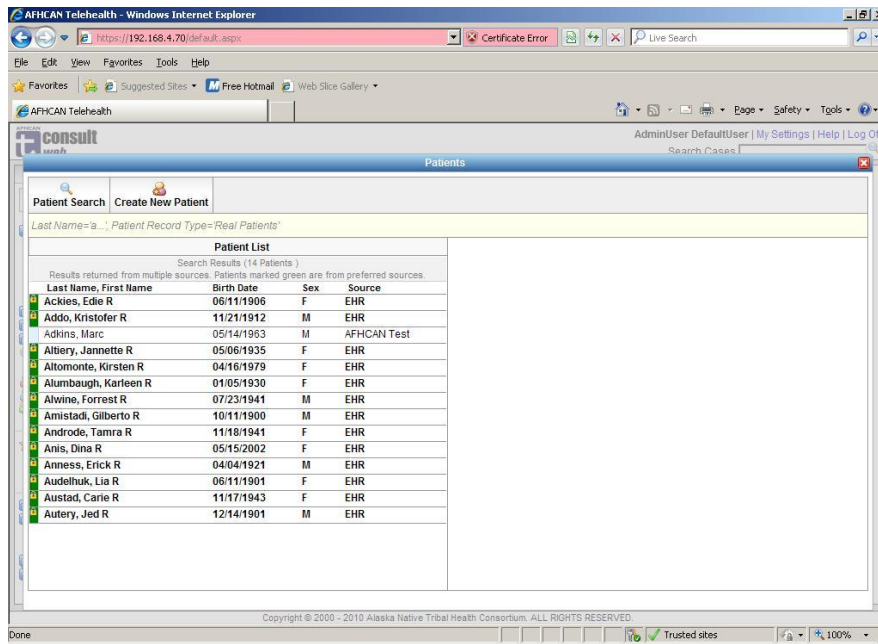 AFHCAN Telehealth - Windows Internet Explorer
https://192.168.4.70/default.aspx Certificate Error Live Search
File Edit View Favorites Tools Help
Favorites Suggested Sites Free Hotmail Web Slice Gallery
AFHCAN Telehealth Page Safety Tools
AFHCAN
consult AdminUser DefaultUser | My Settings | Help | Log Of
web Search Cases
Patients
Patient Search Create New Patient
Last Name='a...', Patient Record Type='Real Patients'
Patient List
Search Results (14 Patients )
Results returned from multiple sources. Patients marked green are from preferred sources.
Last Name, First Name Birth Date Sex Source
Ackies, Edie R 06/11/1906 F EHR
Addo, Kristofer R 11/21/1912 M EHR
Adkins, Marc 05/14/1963 M AFHCAN Test
Altiery, Jannette R 05/06/1935 F EHR
Altomonte, Kirsten R 04/16/1979 F EHR
Alumbaugh, Karleen R 01/05/1930 F EHR
Alwine, Forrest R 07/23/1941 M EHR
Amistadi, Gilberto R 10/11/1900 M EHR
Androde, Tamra R 11/18/1941 F EHR
Anis, Dina R 05/15/2002 F EHR
Anness, Erick R 04/04/1921 M EHR
Audelhuk, Lia R 06/11/1901 F EHR
Austad, Carie R 11/17/1943 F EHR
Autery, Jed R 12/14/1901 M EHR
Copyright © 2000 - 2010 Alaska Native Tribal Health Consortium. ALL RIGHTS RESERVED.
Done Trusted sites 100%